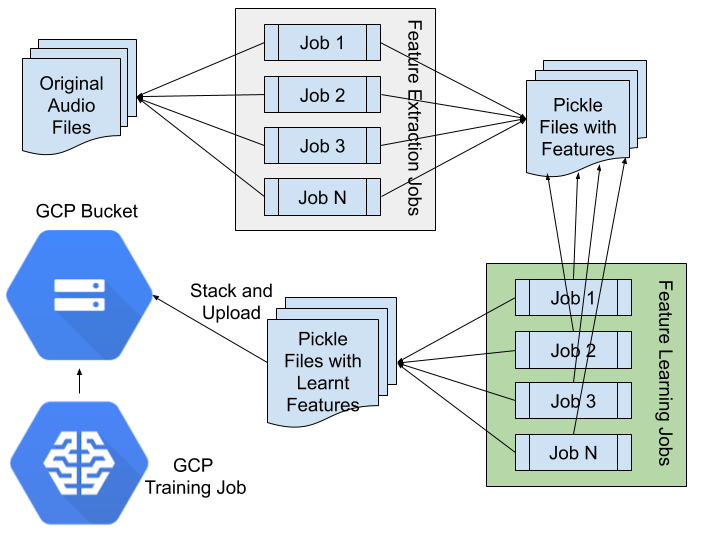 Original
Audio
Files
Job 1
Job 2
Job 3
Job N
Feature Extraction Jobs
Pickle
Files with
Features
GCP Bucket
Stack and
Upload
Pickle
Files with
Learnt
Features
Job 1
Job 2
Job 3
Job N
Feature Learning Jobs
GCP
Training Job